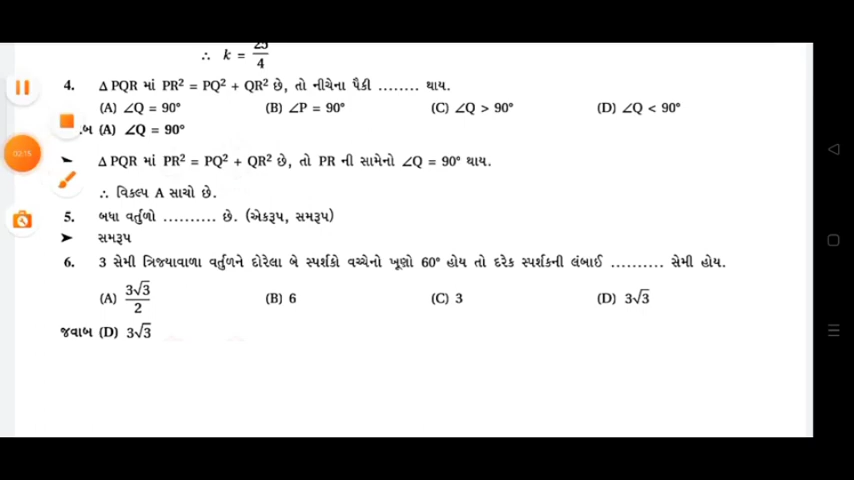 ∴ k = 25/4
4. Δ PQR માં PR² = PQ² + QR² છે, તો નીચેના પૈકી ........ થાય.
(A) ∠Q = 90° (B) ∠P = 90° (C) ∠Q > 90° (D) ∠Q < 90°
.બ (A) ∠Q = 90°
➤ Δ PQR માં PR² = PQ² + QR² છે, તો PR ની સામેનો ∠Q = 90° થાય.
∴ વિકલ્પ A સાચો છે.
03:15
5. બધા વર્તુળો .......... છે. (એકરૂપ, સમરૂપ)
➤ સમરૂપ
6. 3 સેમી ત્રિજ્યાવાળા વર્તુળને દોરેલા બે સ્પર્શકો વચ્ચેનો ખૂણો 60° હોય તો દરેક સ્પર્શકની લંબાઈ .......... સેમી હોય.
(A) 3√3/2 (B) 6 (C) 3 (D) 3√3
જવાબ (D) 3√3